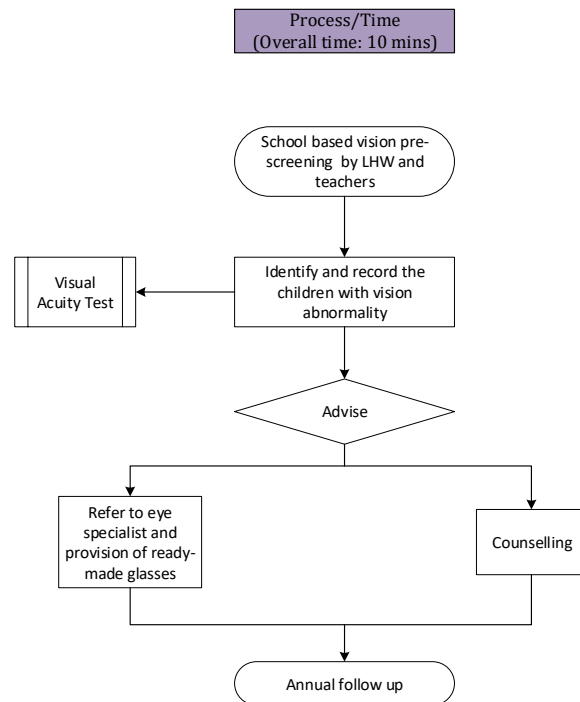 Process/Time
(Overall time: 10 mins)
School based vision pre-
screening by LHW and
teachers
Visual
Acuity Test
Identify and record the
children with vision
abnormality
Advise
Refer to eye
specialist and
provision of ready-
made glasses
Counselling
Annual follow up